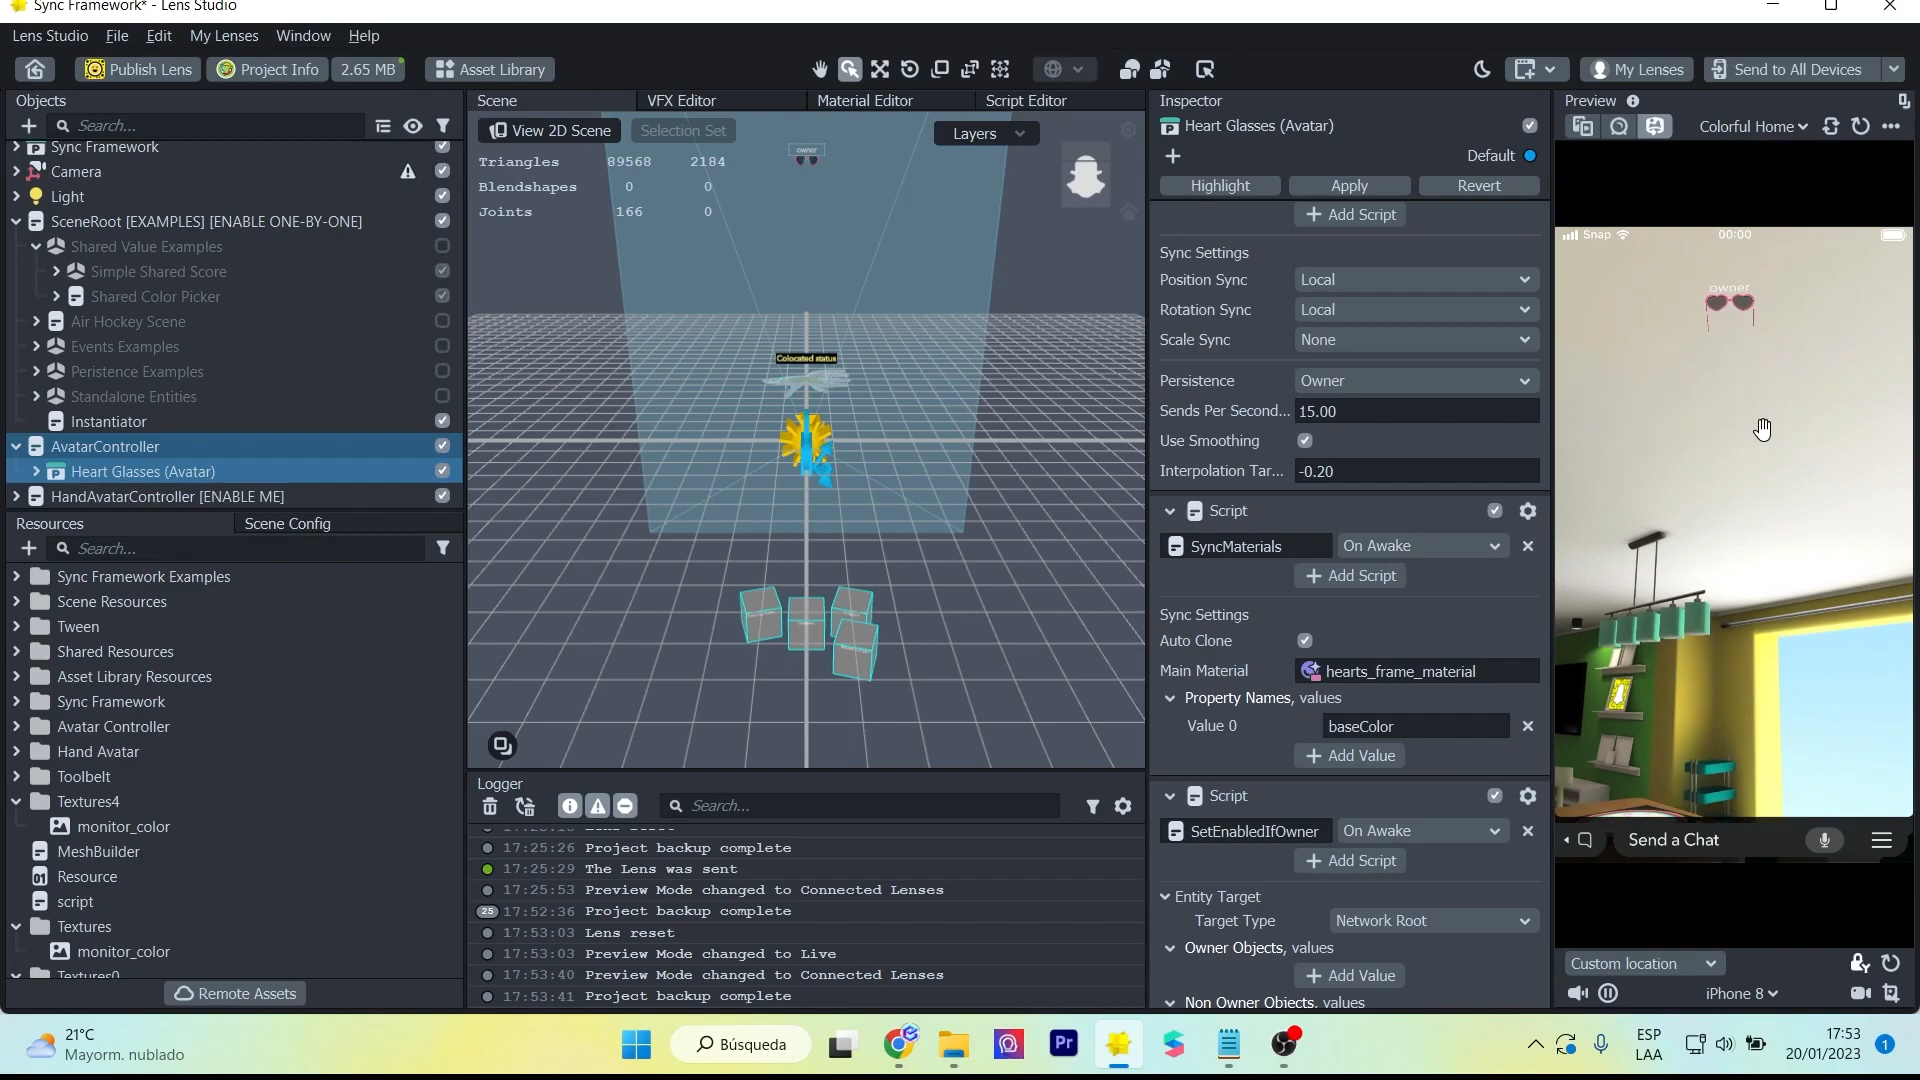 Sync Framework* - Lens Studio
Lens Studio File Edit My Lenses Window Help
Publish Lens Project Info 2.65 MB Asset Library My Lenses Send to All Devices
Objects
Search...
Sync Framework
Camera
Light
SceneRoot [EXAMPLES] [ENABLE ONE-BY-ONE]
Shared Value Examples
Simple Shared Score
Shared Color Picker
Air Hockey Scene
Events Examples
Peristence Examples
Standalone Entities
Instantiator
AvatarController
Heart Glasses (Avatar)
HandAvatarController [ENABLE ME]
Resources Scene Config
Search...
Sync Framework Examples
Scene Resources
Tween
Shared Resources
Asset Library Resources
Sync Framework
Avatar Controller
Hand Avatar
Toolbelt
Textures4
monitor_color
MeshBuilder
Resource
script
Textures
monitor_color
Textures0
Remote Assets
Scene VFX Editor Material Editor Script Editor
View 2D Scene Selection Set Layers
Triangles 89568 2184
Blendshapes 0 0
Joints 166 0
owner
Colocated status
Logger
Search...
17:25:26 Project backup complete
17:25:29 The Lens was sent
17:25:53 Preview Mode changed to Connected Lenses
25 17:52:36 Project backup complete
17:53:03 Lens reset
17:53:03 Preview Mode changed to Live
17:53:40 Preview Mode changed to Connected Lenses
17:53:41 Project backup complete
Inspector
Heart Glasses (Avatar)
Default
Highlight Apply Revert
+ Add Script
Sync Settings
Position Sync Local
Rotation Sync Local
Scale Sync None
Persistence Owner
Sends Per Second... 15.00
Use Smoothing
Interpolation Tar... -0.20
Script
SyncMaterials On Awake
+ Add Script
Sync Settings
Auto Clone
Main Material hearts_frame_material
Property Names, values
Value 0 baseColor
+ Add Value
Script
SetEnabledIfOwner On Awake
+ Add Script
Entity Target
Target Type Network Root
Owner Objects, values
+ Add Value
Non Owner Objects, values
Preview
Colorful Home
Snap 00:00
owner
Send a Chat
Custom location
iPhone 8
21°C
Mayorm. nublado
Búsqueda
Pr
ESP
LAA
17:53
20/01/2023
1